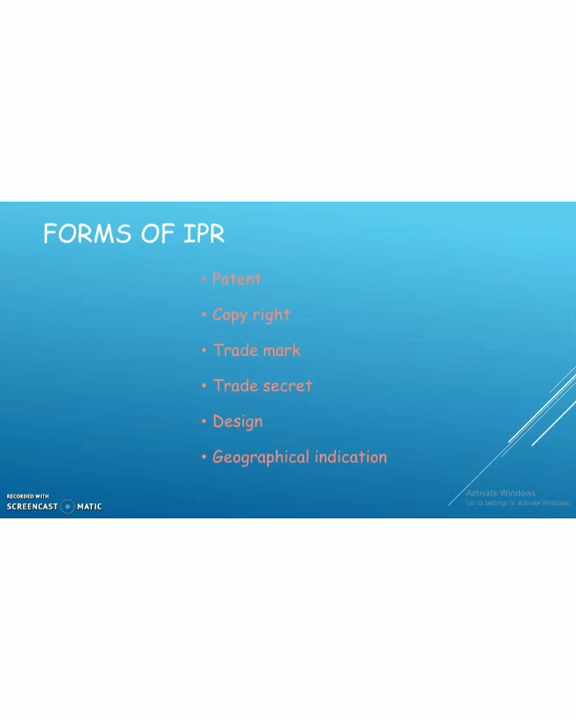 FORMS OF IPR
• Patent
• Copy right
• Trade mark
• Trade secret
• Design
• Geographical indication
RECORDED WITH
SCREENCAST MATIC
Activate Windows
Go to Settings to activate Windows.